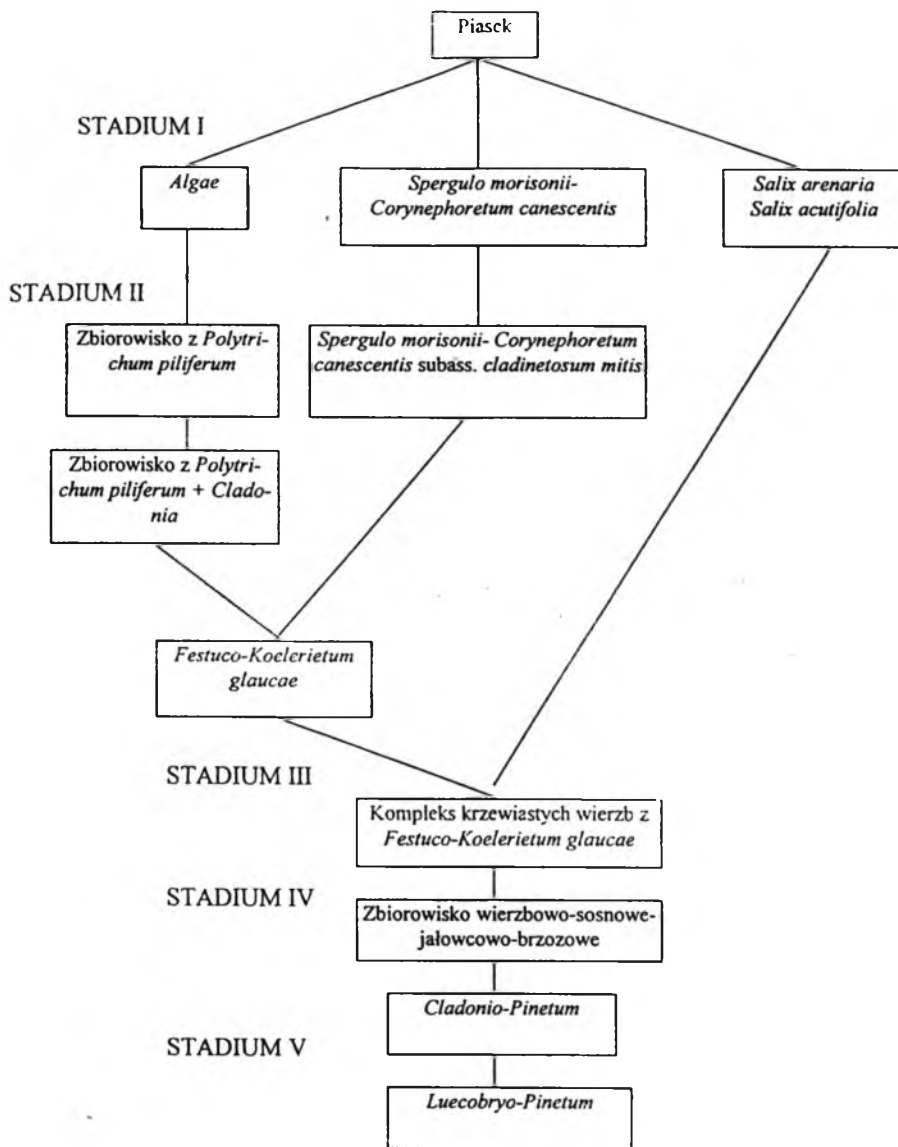 Piasek
STADIUM I
Algae
Spergulo morisonii-
Corynephoretum canescentis
Salix arenaria
Salix acutifolia
STADIUM II
Zbiorowisko z Polytri-
chum piliferum
Spergulo morisonii- Corynephoretum
canescentis subass. cladinetosum mitis
Zbiorowisko z Polytri-
chum piliferum + Clado-
nia
Festuco-Koelerietum
glaucae
STADIUM III
Kompleks krzewiastych wierzb z
Festuco-Koelerietum glaucae
STADIUM IV
Zbiorowisko wierzbowo-sosnowe-
jałowcowo-brzozowe
Cladonio-Pinetum
STADIUM V
Luecobryo-Pinetum